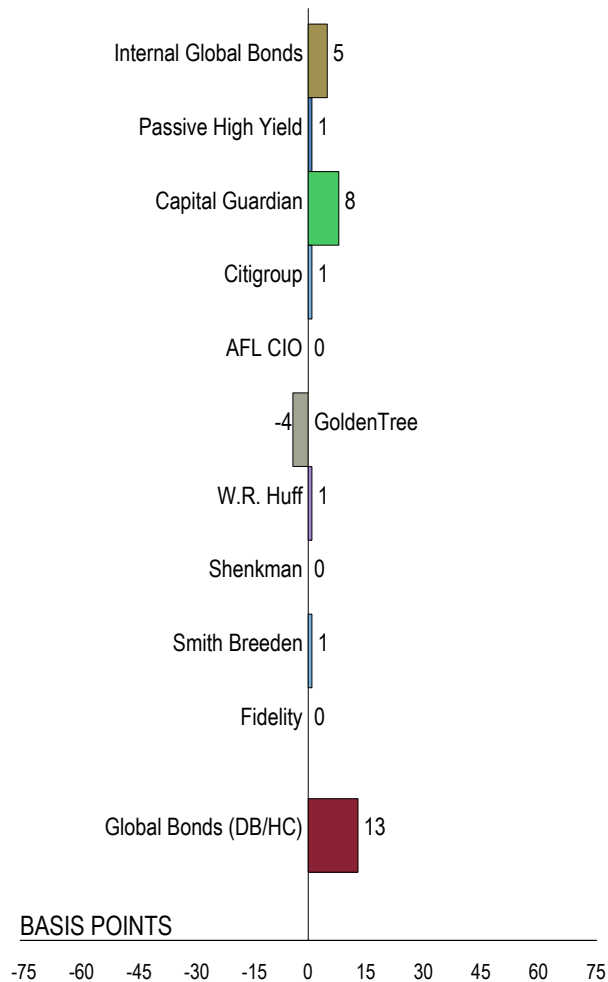 Internal Global Bonds 5
Passive High Yield 1
Capital Guardian 8
Citigroup 1
AFL CIO 0
-4 GoldenTree
W.R. Huff 1
Shenkman 0
Smith Breeden 1
Fidelity 0
Global Bonds (DB/HC) 13
BASIS POINTS
-75 -60 -45 -30 -15 0 15 30 45 60 75